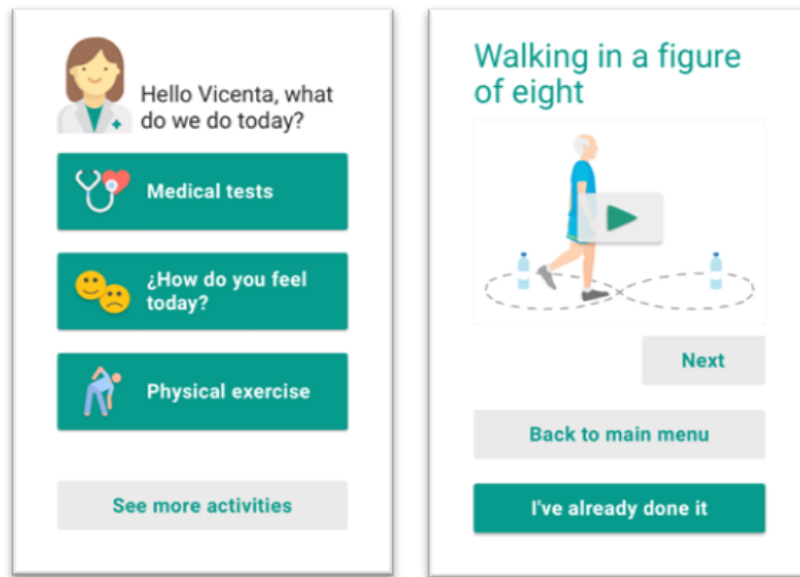 Hello Vicenta, what
do we do today?
Medical tests
¿How do you feel
today?
Physical exercise
See more activities
Walking in a figure
of eight
Next
Back to main menu
I've already done it